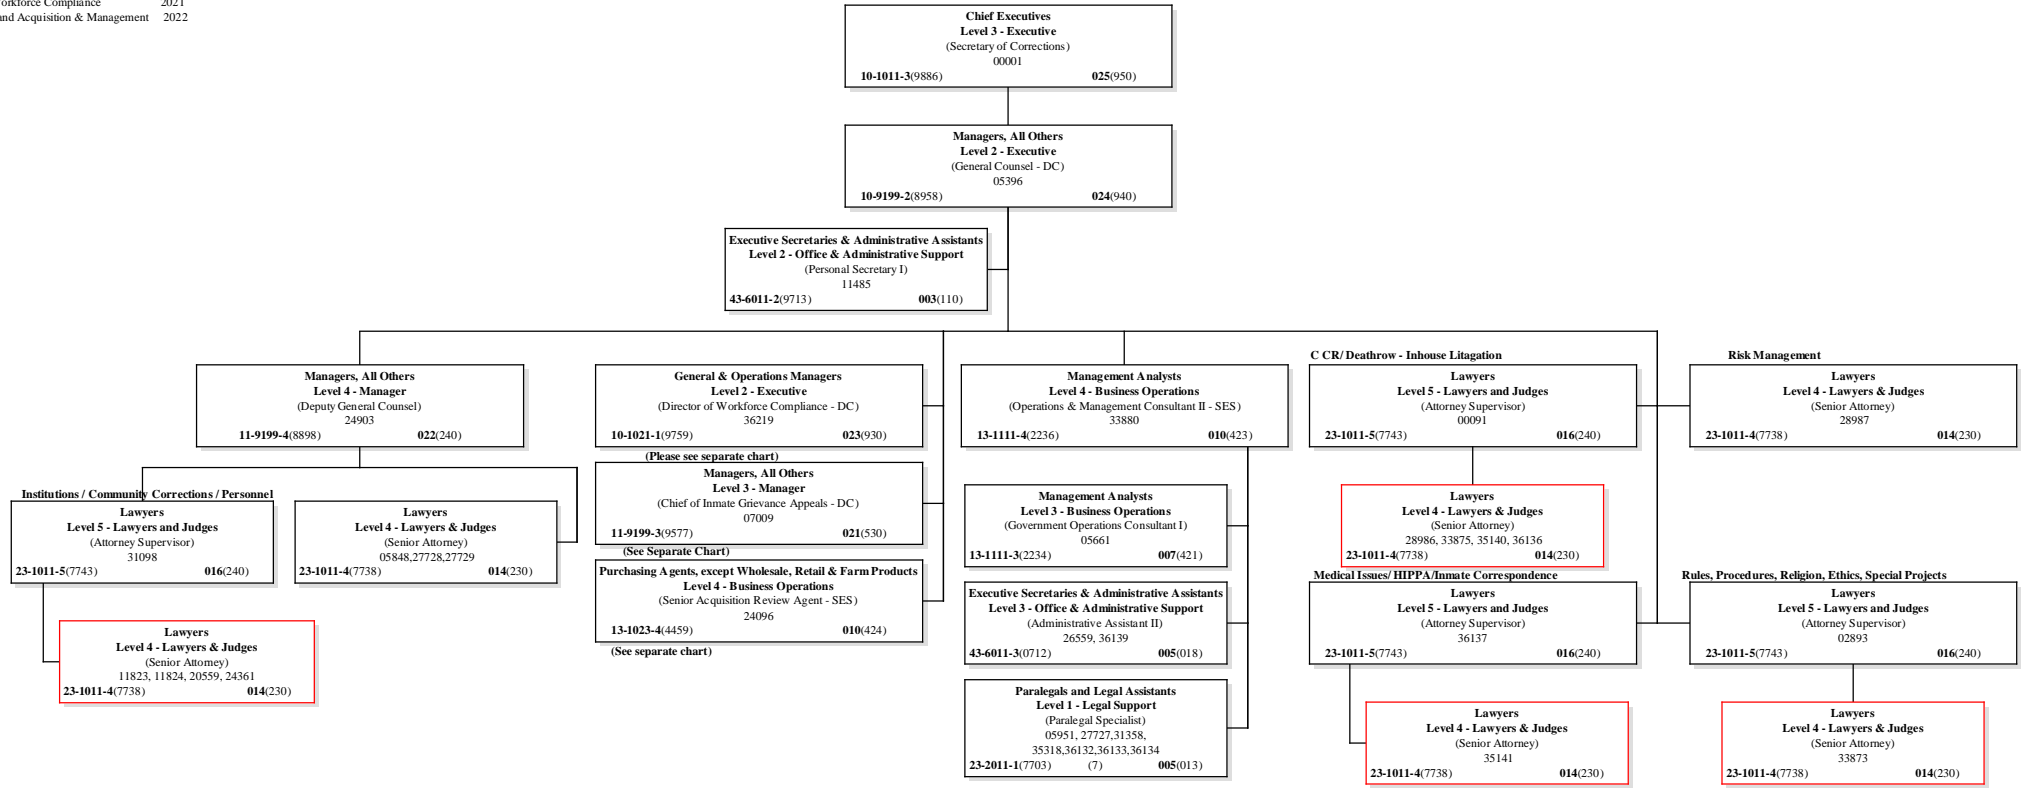 orkforce Compliance 2021
and Acquisition & Management 2022
Chief Executives
Level 3 - Executive
(Secretary of Corrections)
00001
10-1011-3(9886) 025(950)
Managers, All Others
Level 2 - Executive
(General Counsel - DC)
05396
10-9199-2(8958) 024(940)
Executive Secretaries & Administrative Assistants
Level 2 - Office & Administrative Support
(Personal Secretary I)
11485
43-6011-2(9713) 003(110)
Managers, All Others
Level 4 - Manager
(Deputy General Counsel)
24903
11-9199-4(8898) 022(240)
Institutions / Community Corrections / Personnel
Lawyers
Level 5 - Lawyers and Judges
(Attorney Supervisor)
31098
23-1011-5(7743) 016(240)
Lawyers
Level 4 - Lawyers & Judges
(Senior Attorney)
05848,27728,27729
23-1011-4(7738) 014(230)
Lawyers
Level 4 - Lawyers & Judges
(Senior Attorney)
11823, 11824, 20559, 24361
23-1011-4(7738) 014(230)
General & Operations Managers
Level 2 - Executive
(Director of Workforce Compliance - DC)
36219
10-1021-1(9759) 023(930)
(Please see separate chart)
Managers, All Others
Level 3 - Manager
(Chief of Inmate Grievance Appeals - DC)
07009
11-9199-3(9577) 021(530)
(See Separate Chart)
Purchasing Agents, except Wholesale, Retail & Farm Products
Level 4 - Business Operations
(Senior Acquisition Review Agent - SES)
24096
13-1023-4(4459) 010(424)
(See separate chart)
Management Analysts
Level 4 - Business Operations
(Operations & Management Consultant II - SES)
33880
13-1111-4(2236) 010(423)
Management Analysts
Level 3 - Business Operations
(Government Operations Consultant I)
05661
13-1111-3(2234) 007(421)
Executive Secretaries & Administrative Assistants
Level 3 - Office & Administrative Support
(Administrative Assistant II)
26559, 36139
43-6011-3(0712) 005(018)
Paralegals and Legal Assistants
Level 1 - Legal Support
(Paralegal Specialist)
05951, 27727,31358,
35318,36132,36133,36134
23-2011-1(7703) (7) 005(013)
C CR/ Deathrow - Inhouse Litagation
Lawyers
Level 5 - Lawyers and Judges
(Attorney Supervisor)
00091
23-1011-5(7743) 016(240)
Lawyers
Level 4 - Lawyers & Judges
(Senior Attorney)
28986, 33875, 35140, 36136
23-1011-4(7738) 014(230)
Medical Issues/ HIPPA/Inmate Correspondence
Lawyers
Level 5 - Lawyers and Judges
(Attorney Supervisor)
36137
23-1011-5(7743) 016(240)
Lawyers
Level 4 - Lawyers & Judges
(Senior Attorney)
35141
23-1011-4(7738) 014(230)
Risk Management
Lawyers
Level 4 - Lawyers & Judges
(Senior Attorney)
28987
23-1011-4(7738) 014(230)
Rules, Procedures, Religion, Ethics, Special Projects
Lawyers
Level 5 - Lawyers and Judges
(Attorney Supervisor)
02893
23-1011-5(7743) 016(240)
Lawyers
Level 4 - Lawyers & Judges
(Senior Attorney)
33873
23-1011-4(7738) 014(230)